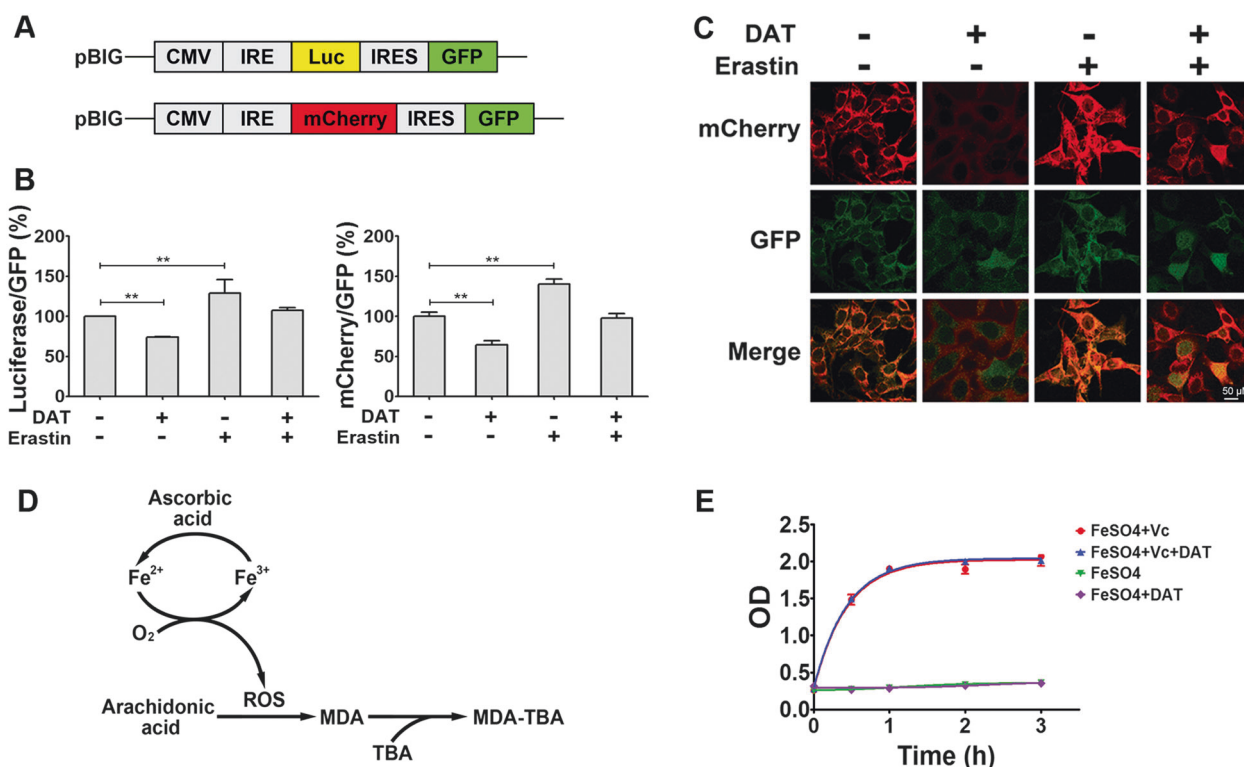 A
pBIG CMV IRE Luc IRES GFP
pBIG CMV IRE mCherry IRES GFP
B
Luciferase/GFP (%)
200
150
100
50
0
**
**
DAT - + - +
Erastin - - + +
mCherry/GFP (%)
200
150
100
50
0
**
**
DAT - + - +
Erastin - - + +
C
DAT - + - +
Erastin - - + +
mCherry
GFP
Merge
50 μ
D
Ascorbic
acid
Fe²⁺ Fe³⁺
O₂
ROS
Arachidonic
acid
MDA
MDA-TBA
TBA
E
OD
2.5
2.0
1.5
0.5
0.0
0 1 2 3
Time (h)
FeSO4+Vc
FeSO4+Vc+DAT
FeSO4
FeSO4+DAT